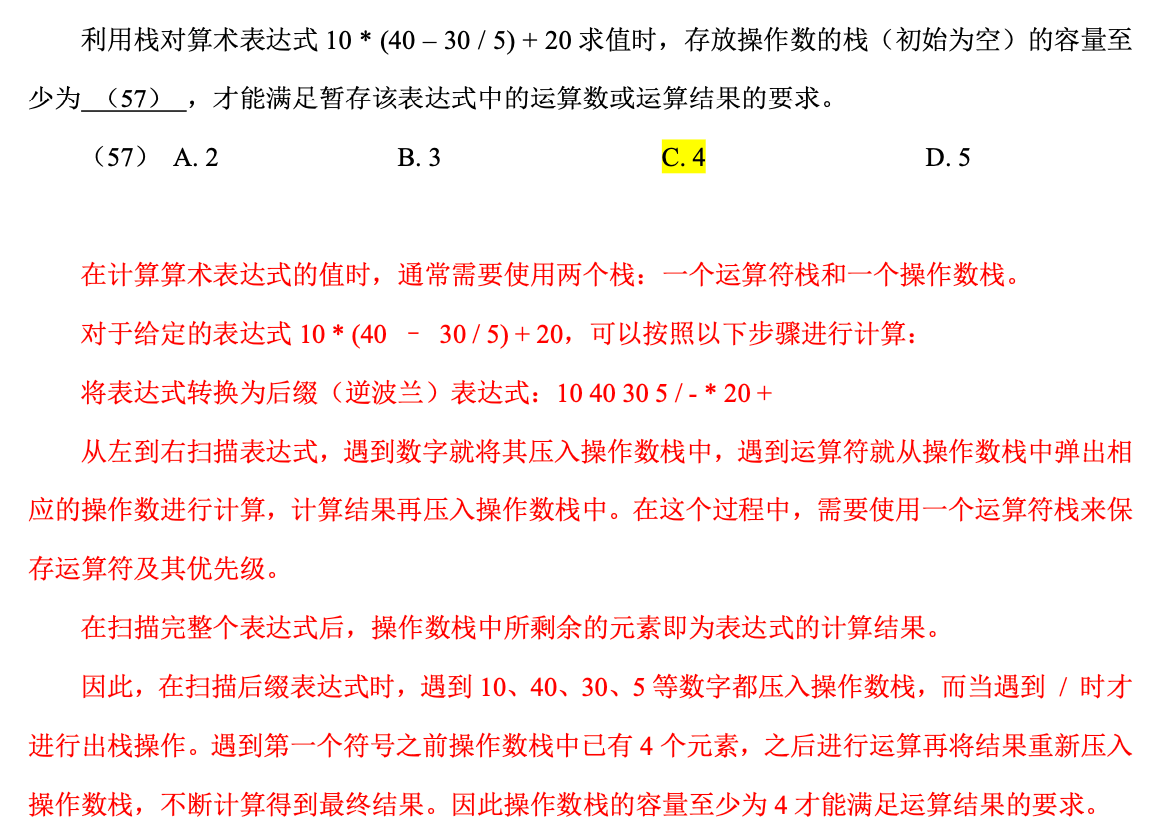 利用栈对算术表达式 10 * (40 – 30 / 5) + 20 求值时，存放操作数的栈（初始为空）的容量至
少为 （57） ，才能满足暂存该表达式中的运算数或运算结果的要求。
（57） A. 2 B. 3 C. 4 D. 5
在计算算术表达式的值时，通常需要使用两个栈：一个运算符栈和一个操作数栈。
对于给定的表达式 10 * (40 – 30 / 5) + 20，可以按照以下步骤进行计算：
将表达式转换为后缀（逆波兰）表达式：10 40 30 5 / - * 20 +
从左到右扫描表达式，遇到数字就将其压入操作数栈中，遇到运算符就从操作数栈中弹出相
应的操作数进行计算，计算结果再压入操作数栈中。在这个过程中，需要使用一个运算符栈来保
存运算符及其优先级。
在扫描完整个表达式后，操作数栈中所剩余的元素即为表达式的计算结果。
因此，在扫描后缀表达式时，遇到 10、40、30、5 等数字都压入操作数栈，而当遇到 / 时才
进行出栈操作。遇到第一个符号之前操作数栈中已有 4 个元素，之后进行运算再将结果重新压入
操作数栈，不断计算得到最终结果。因此操作数栈的容量至少为 4 才能满足运算结果的要求。